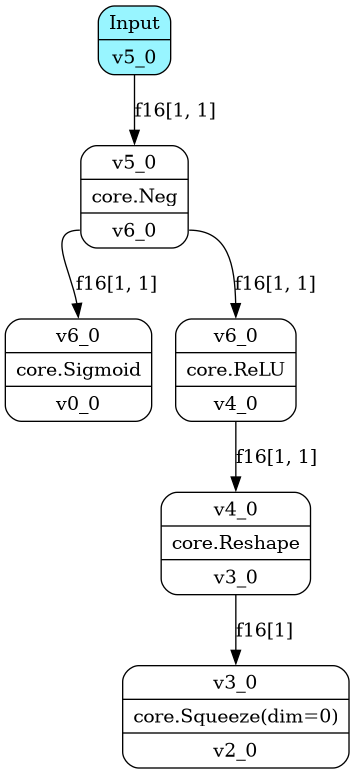 Input
v5_0
f16[1, 1]
v5_0
core.Neg
v6_0
f16[1, 1]
f16[1, 1]
v6_0
core.Sigmoid
v0_0
v6_0
core.ReLU
v4_0
f16[1, 1]
v4_0
core.Reshape
v3_0
f16[1]
v3_0
core.Squeeze(dim=0)
v2_0